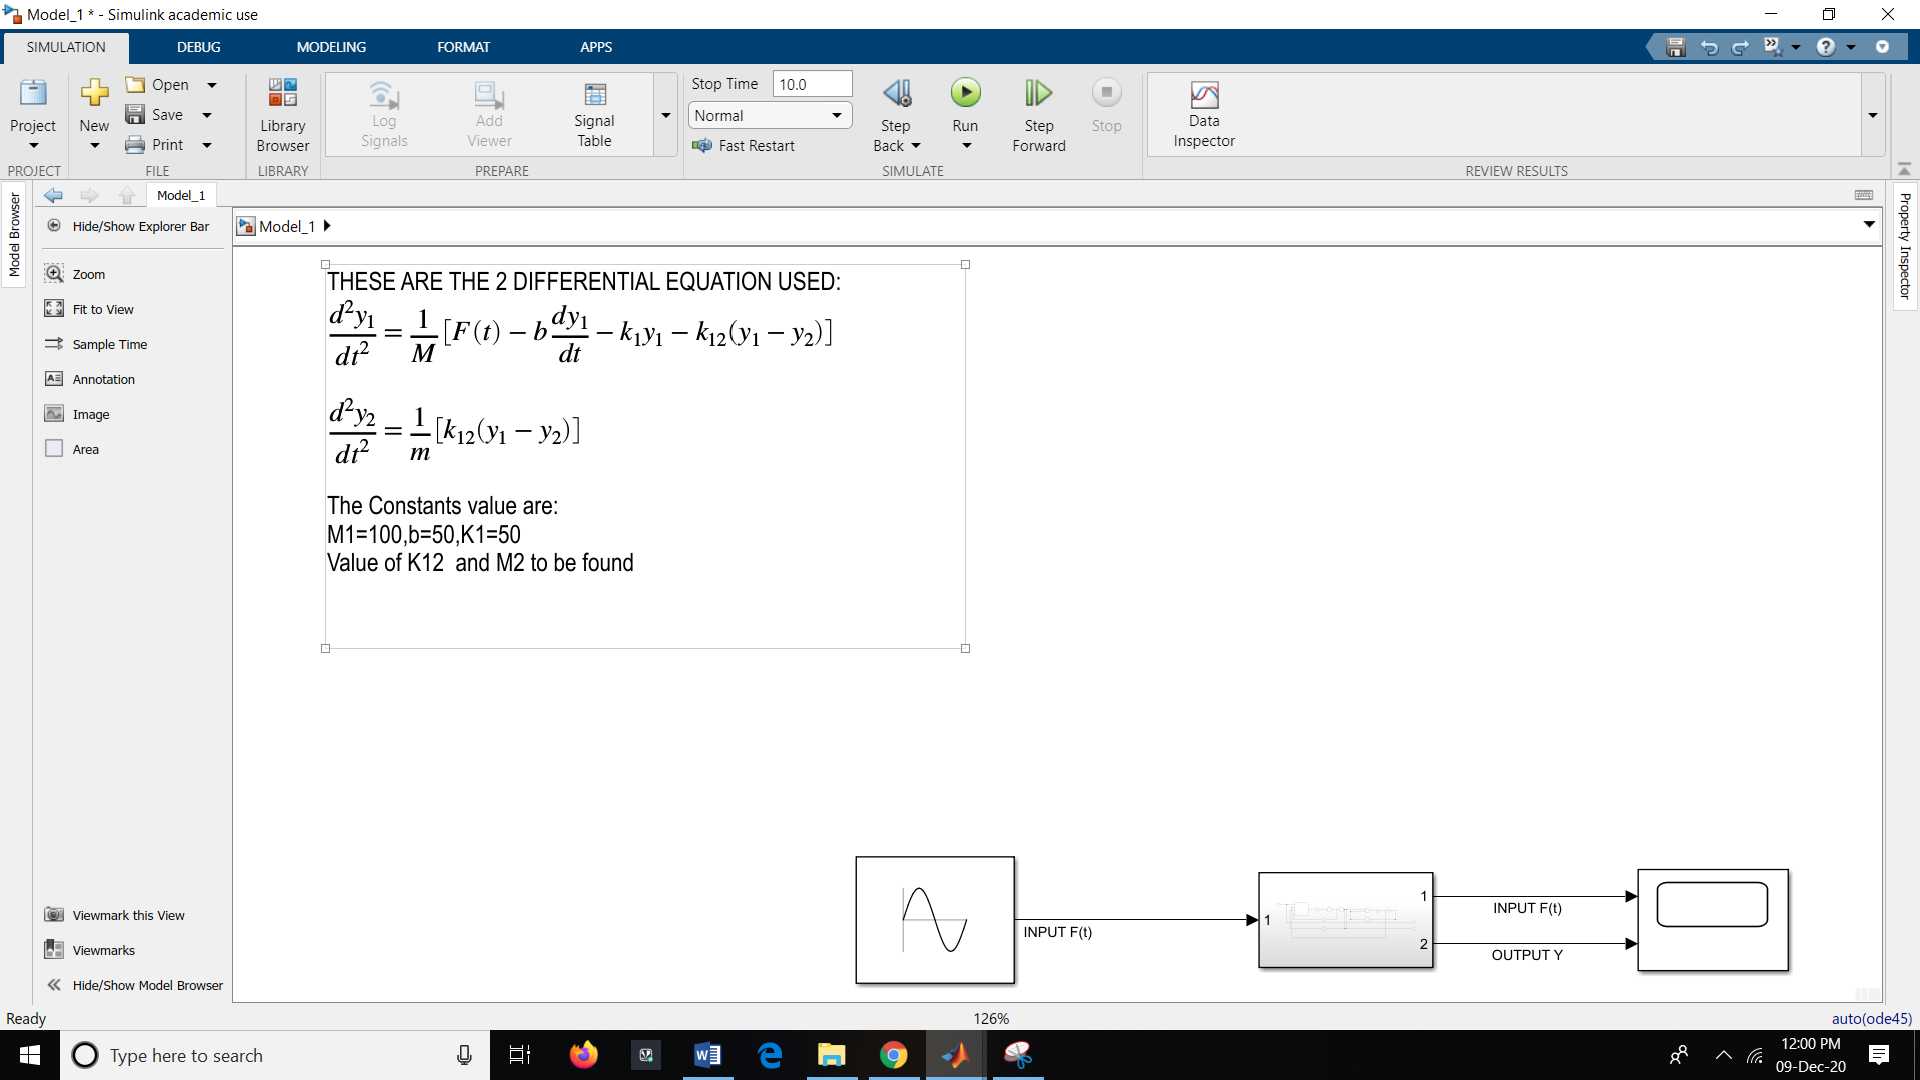 Model_1 * - Simulink academic use
SIMULATION DEBUG MODELING FORMAT APPS
Project
New
Open
Save
Print
Library Browser
Log Signals
Add Viewer
Signal Table
Stop Time 10.0
Normal
Fast Restart
Step Back
Run
Step Forward
Stop
Data Inspector
PROJECT FILE LIBRARY PREPARE SIMULATE REVIEW RESULTS
Model Browser
Property Inspector
Model_1
Hide/Show Explorer Bar
Model_1
Zoom
Fit to View
Sample Time
Annotation
Image
Area
THESE ARE THE 2 DIFFERENTIAL EQUATION USED:
d²y₁/dt² = 1/M [F(t) − b dy₁/dt − k₁y₁ − k₁₂(y₁ − y₂)]
d²y₂/dt² = 1/m [k₁₂(y₁ − y₂)]
The Constants value are:
M1=100,b=50,K1=50
Value of K12 and M2 to be found
INPUT F(t)
1
1
2
INPUT F(t)
OUTPUT Y
Viewmark this View
Viewmarks
Hide/Show Model Browser
Ready 126% auto(ode45)
Type here to search
12:00 PM
09-Dec-20